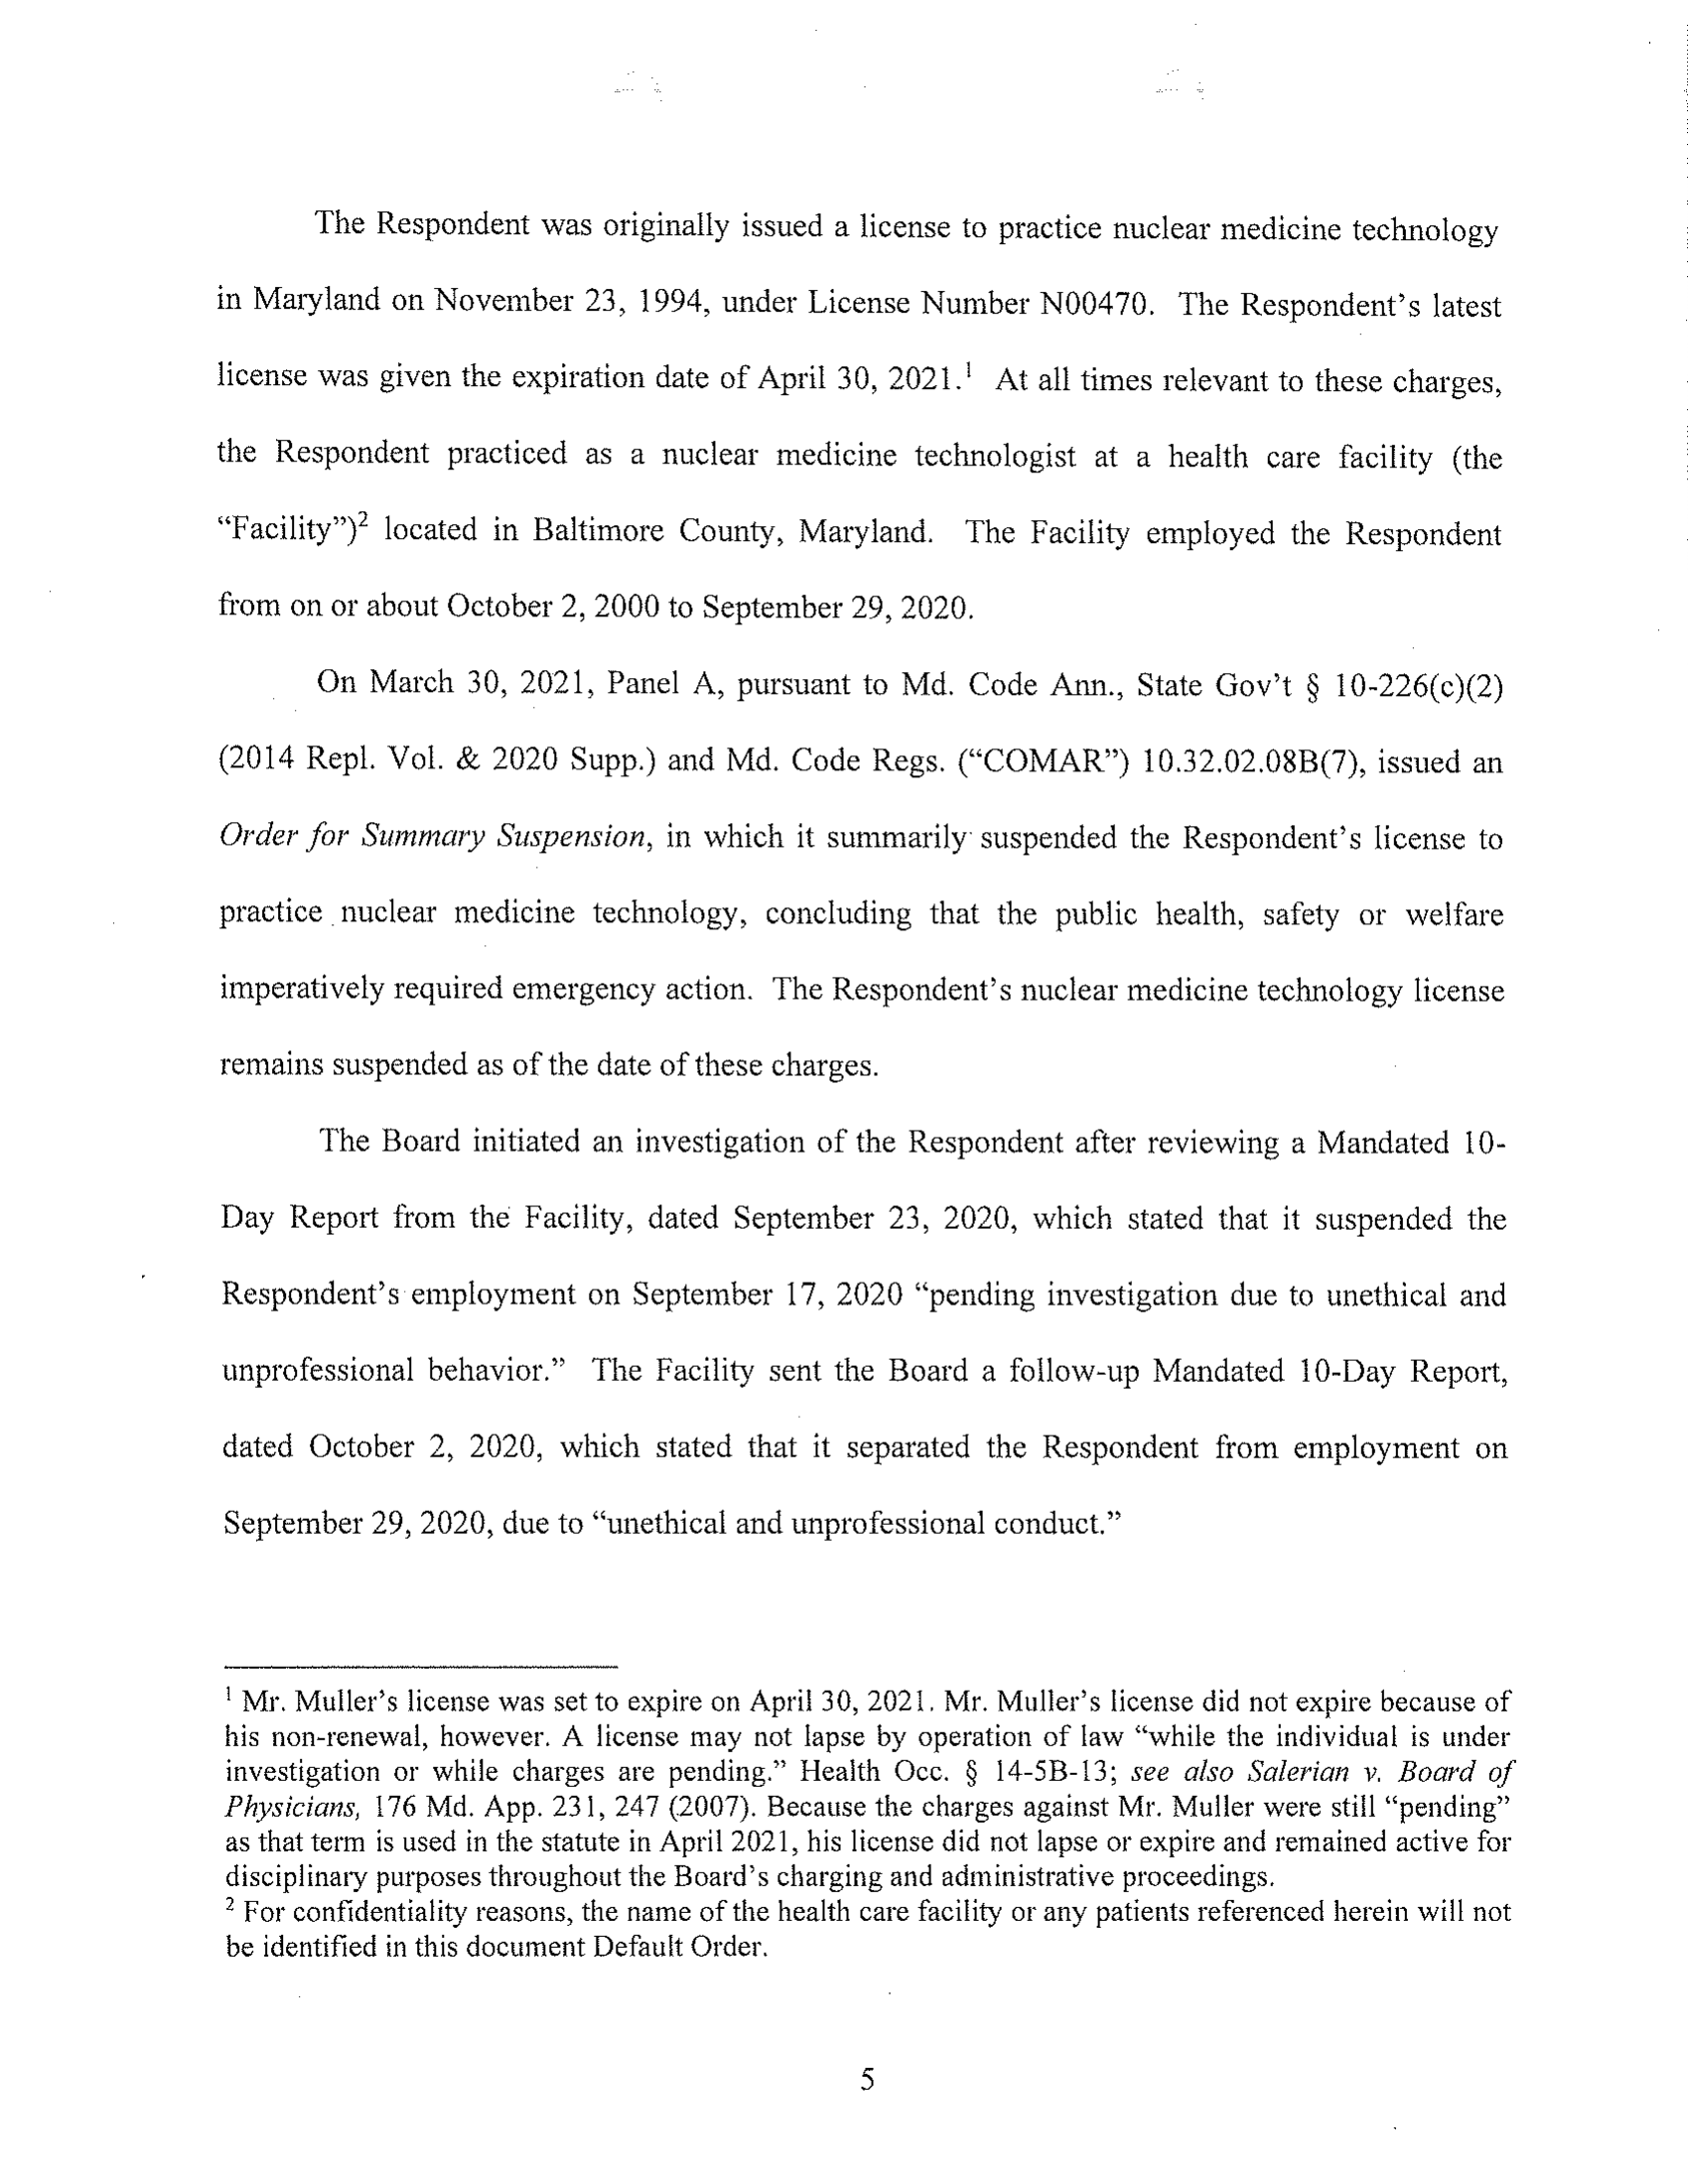 The Respondent was originally issued a license to practice nuclear medicine technology
in Maryland on November 23, 1994, under License Number N00470. The Respondent's latest
license was given the expiration date of April 30, 2021.¹ At all times relevant to these charges,
the Respondent practiced as a nuclear medicine technologist at a health care facility (the
“Facility”)² located in Baltimore County, Maryland. The Facility employed the Respondent
from on or about October 2, 2000 to September 29, 2020.
On March 30, 2021, Panel A, pursuant to Md. Code Ann., State Gov't § 10-226(c)(2)
(2014 Repl. Vol. & 2020 Supp.) and Md. Code Regs. (“COMAR”) 10.32.02.08B(7), issued an
Order for Summary Suspension, in which it summarily suspended the Respondent's license to
practice nuclear medicine technology, concluding that the public health, safety or welfare
imperatively required emergency action. The Respondent's nuclear medicine technology license
remains suspended as of the date of these charges.
The Board initiated an investigation of the Respondent after reviewing a Mandated 10-
Day Report from the Facility, dated September 23, 2020, which stated that it suspended the
Respondent's employment on September 17, 2020 “pending investigation due to unethical and
unprofessional behavior.” The Facility sent the Board a follow-up Mandated 10-Day Report,
dated October 2, 2020, which stated that it separated the Respondent from employment on
September 29, 2020, due to “unethical and unprofessional conduct.”
¹ Mr. Muller's license was set to expire on April 30, 2021. Mr. Muller's license did not expire because of
his non-renewal, however. A license may not lapse by operation of law “while the individual is under
investigation or while charges are pending.” Health Occ. § 14-5B-13; see also Salerian v. Board of
Physicians, 176 Md. App. 231, 247 (2007). Because the charges against Mr. Muller were still “pending”
as that term is used in the statute in April 2021, his license did not lapse or expire and remained active for
disciplinary purposes throughout the Board's charging and administrative proceedings.
² For confidentiality reasons, the name of the health care facility or any patients referenced herein will not
be identified in this document Default Order.
5